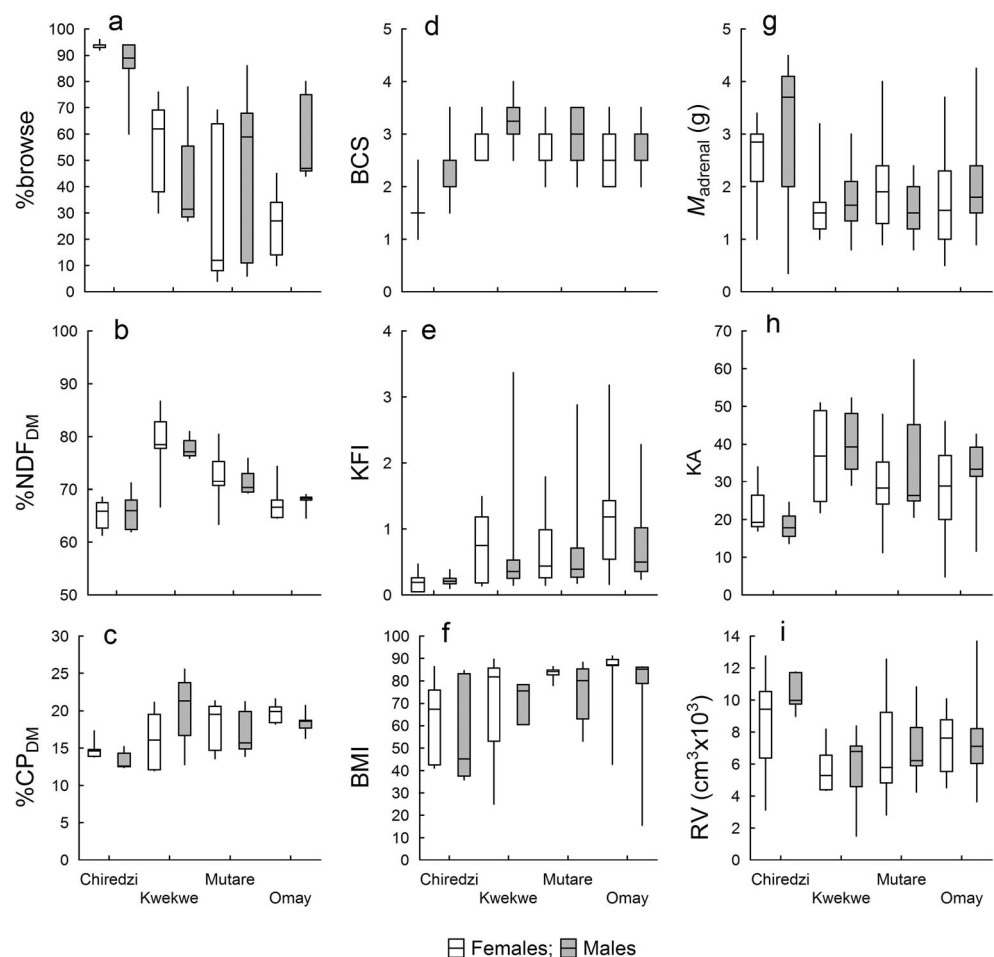 a
%browse
100
90
80
70
60
50
40
30
20
10
0
d
BCS
5
4
3
2
1
0
g
Madrenal (g)
5
4
3
2
1
0
b
%NDFDM
100
90
80
70
60
50
e
KFI
4
3
2
1
0
h
KA
70
60
50
40
30
20
10
0
c
%CPDM
30
25
20
15
10
5
0
Chiredzi Mutare
Kwekwe Omay
f
BMI
100
90
80
70
60
50
40
30
20
10
0
Chiredzi Mutare
Kwekwe Omay
i
RV (cm³x10³)
14
12
10
8
6
4
2
0
Chiredzi Mutare
Kwekwe Omay
Females; Males